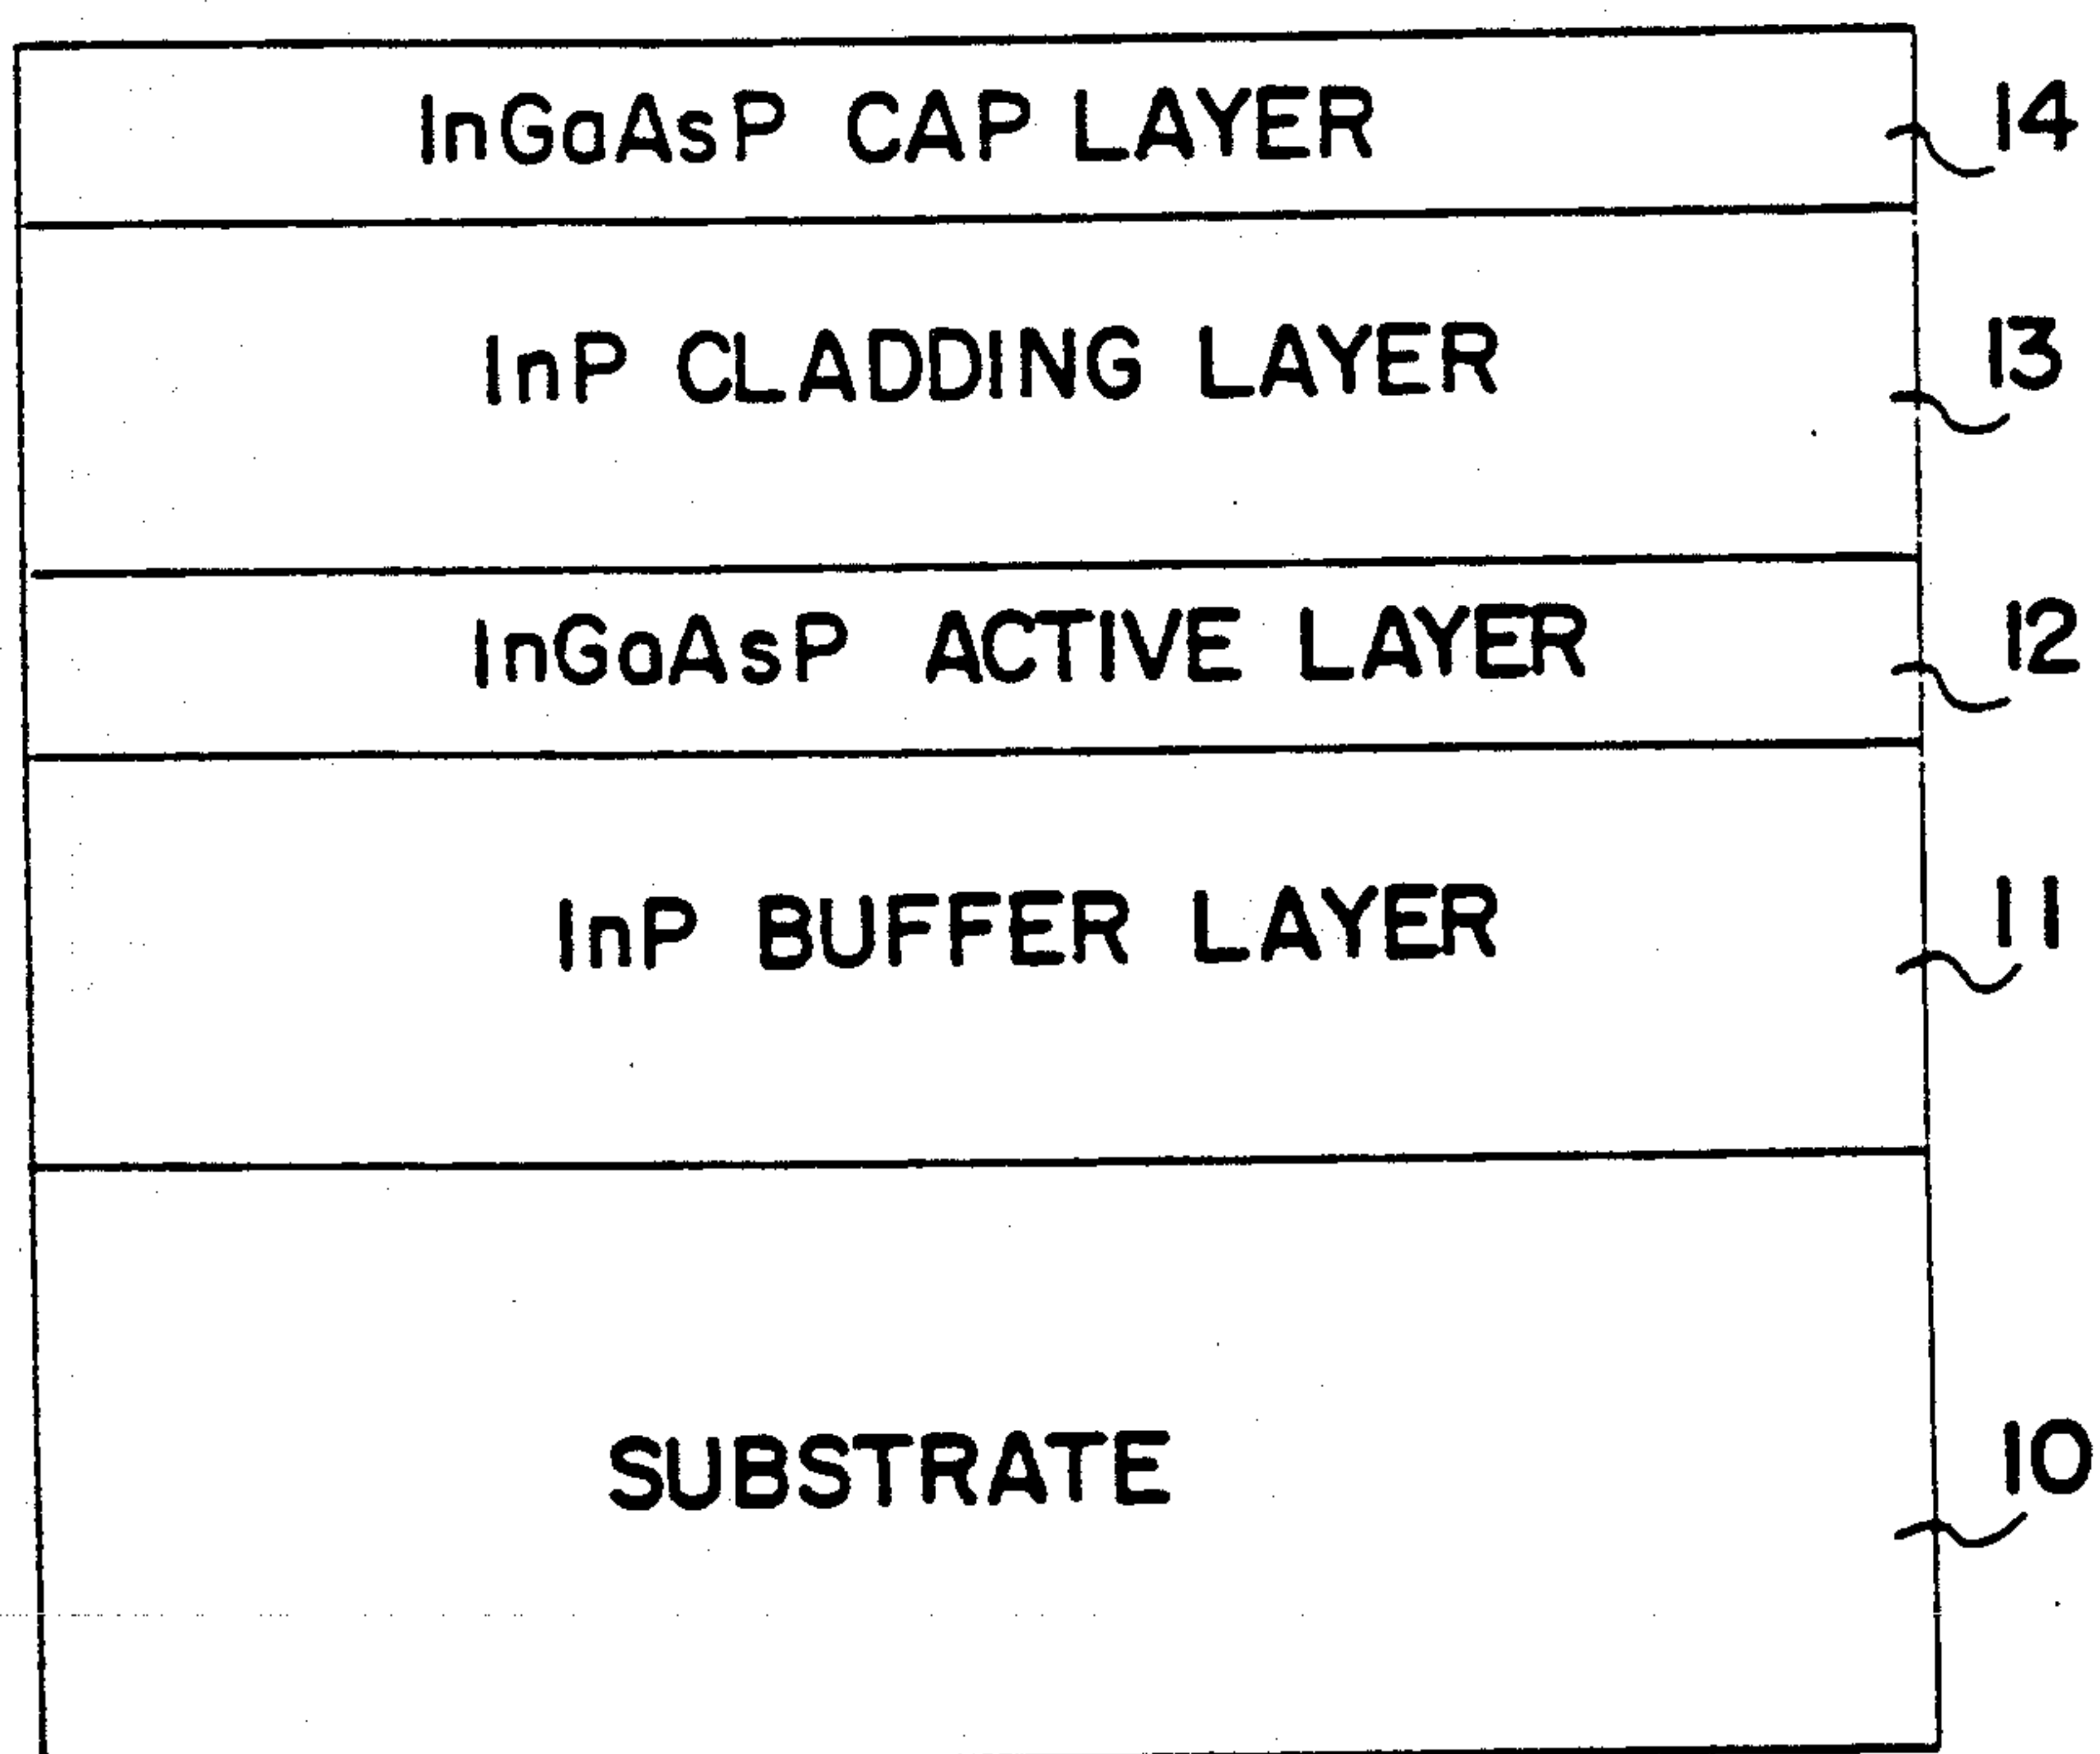 InGaAsP CAP LAYER 14
InP CLADDING LAYER 13
InGaAsP ACTIVE LAYER 12
InP BUFFER LAYER 11
SUBSTRATE 10